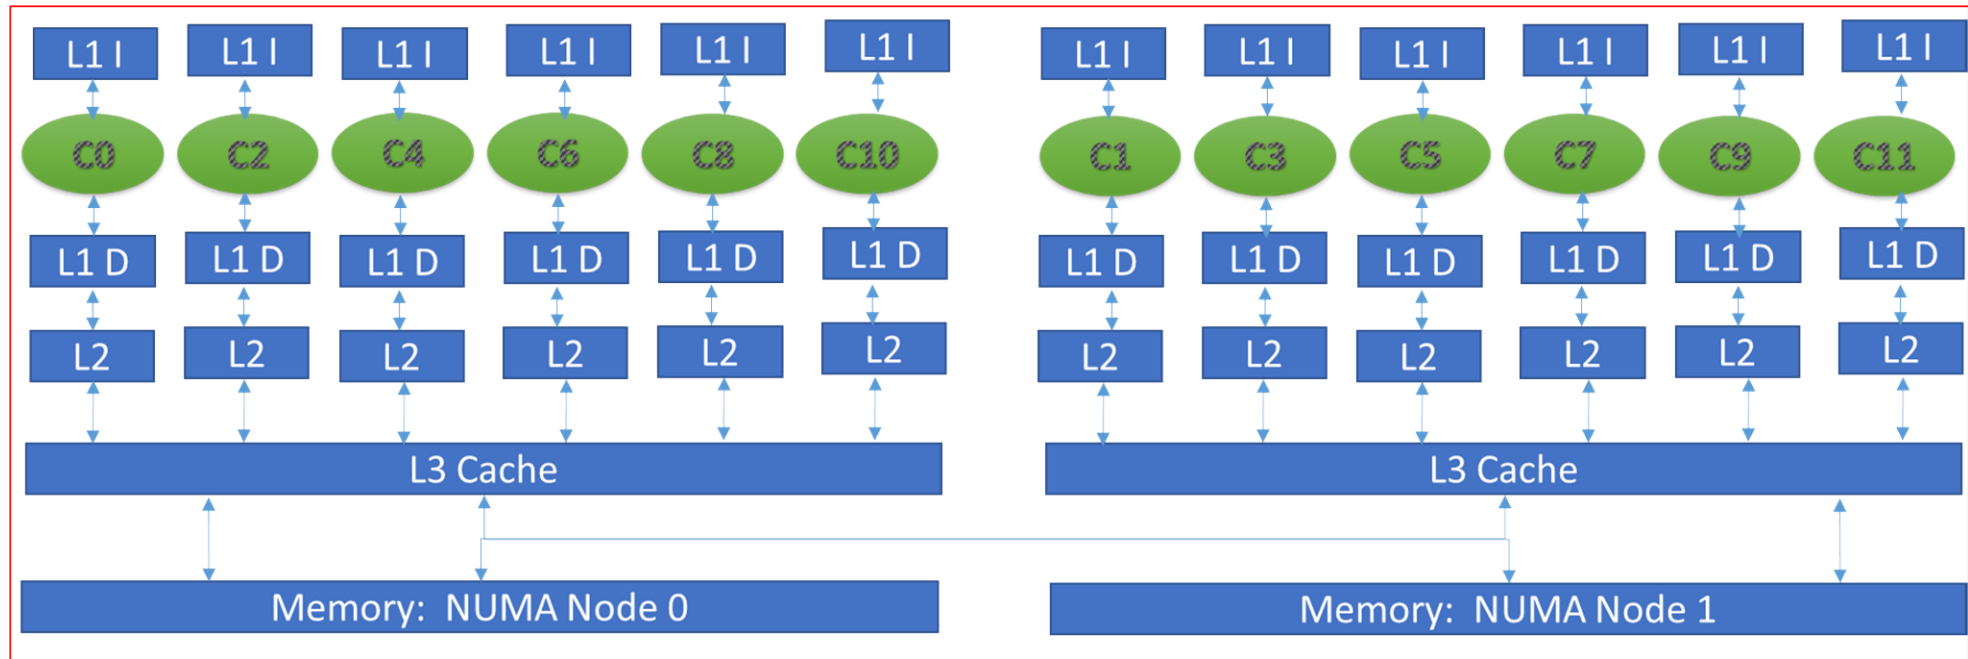 L1 I L1 I L1 I L1 I L1 I L1 I L1 I L1 I L1 I L1 I L1 I L1 I
C0 C2 C4 C6 C8 C10 C1 C3 C5 C7 C9 C11
L1 D L1 D L1 D L1 D L1 D L1 D L1 D L1 D L1 D L1 D L1 D L1 D
L2 L2 L2 L2 L2 L2 L2 L2 L2 L2 L2 L2
L3 Cache L3 Cache
Memory: NUMA Node 0 Memory: NUMA Node 1